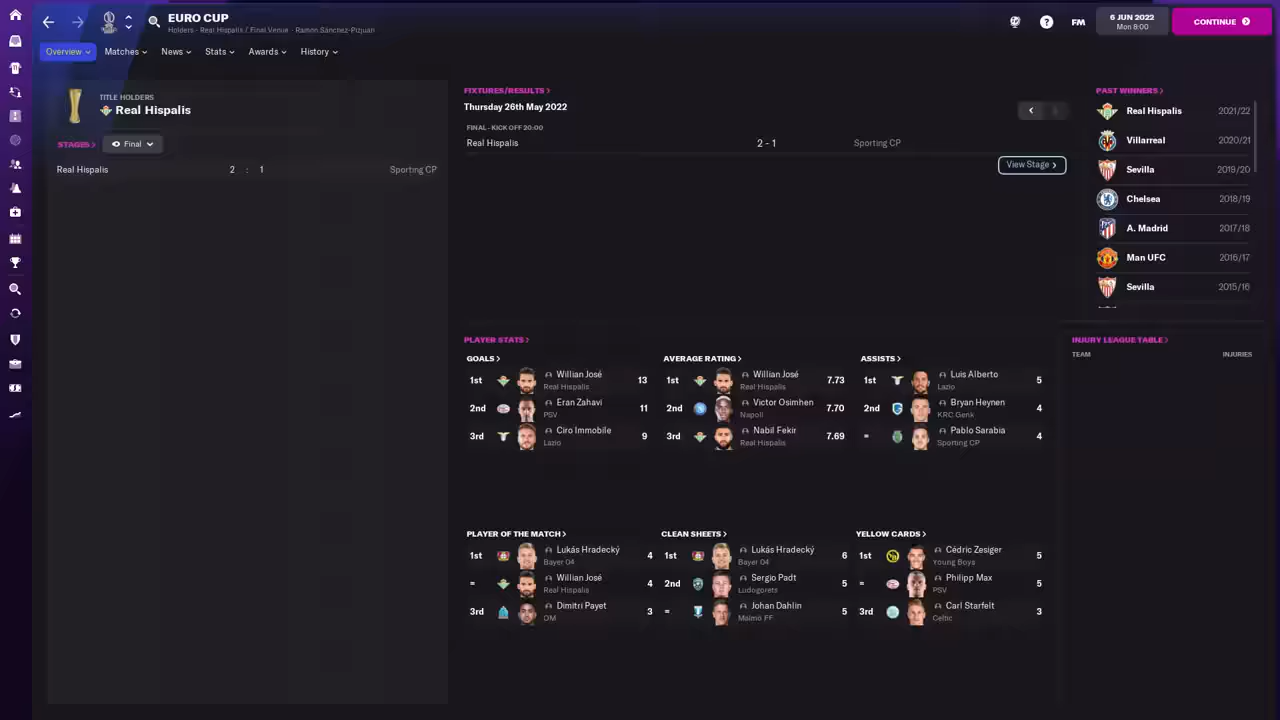 EURO CUP
Holders - Real Hispalis / Final Venue - Ramón Sánchez-Pizjuán
FM
6 JUN 2022
Mon 8:00
CONTINUE
Overview
Matches
News
Stats
Awards
History
TITLE HOLDERS
Real Hispalis
STAGES
Final
Real Hispalis 2 : 1 Sporting CP
FIXTURES/RESULTS
Thursday 26th May 2022
FINAL - KICK OFF 20:00
Real Hispalis 2 - 1 Sporting CP
View Stage
PAST WINNERS
Real Hispalis 2021/22
Villarreal 2020/21
Sevilla 2019/20
Chelsea 2018/19
A. Madrid 2017/18
Man UFC 2016/17
Sevilla 2015/16
PLAYER STATS
GOALS
1st Willian José 13
Real Hispalis
2nd Eran Zahavi 11
PSV
3rd Ciro Immobile 9
Lazio
AVERAGE RATING
1st Willian José 7.73
Real Hispalis
2nd Victor Osimhen 7.70
Napoli
3rd Nabil Fekir 7.69
Real Hispalis
ASSISTS
1st Luis Alberto 5
Lazio
2nd Bryan Heynen 4
KRC Genk
= Pablo Sarabia 4
Sporting CP
PLAYER OF THE MATCH
1st Lukás Hradecký 4
Bayer 04
= Willian José 4
Real Hispalis
3rd Dimitri Payet 3
OM
CLEAN SHEETS
1st Lukás Hradecký 6
Bayer 04
2nd Sergio Padt 5
Ludogorets
= Johan Dahlin 5
Malmö FF
YELLOW CARDS
1st Cédric Zesiger 5
Young Boys
= Philipp Max 5
PSV
3rd Carl Starfelt 3
Celtic
INJURY LEAGUE TABLE
TEAM INJURIES